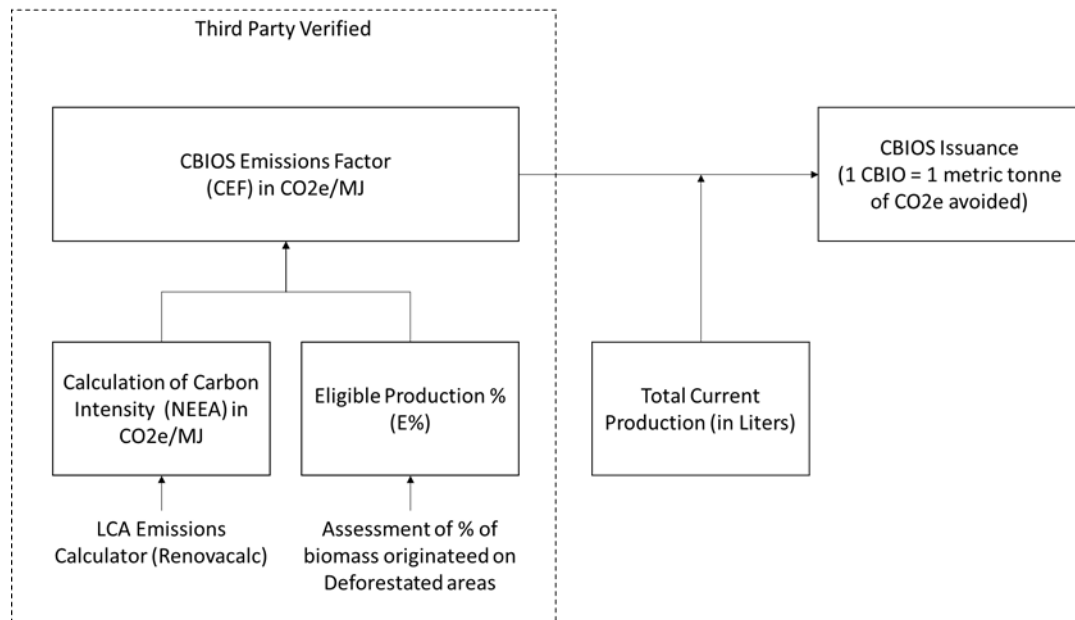 Third Party Verified
CBIOS Emissions Factor
(CEF) in CO2e/MJ
CBIOS Issuance
(1 CBIO = 1 metric tonne
of CO2e avoided)
Calculation of Carbon
Intensity (NEEA) in
CO2e/MJ
Eligible Production %
(E%)
Total Current
Production (in Liters)
LCA Emissions
Calculator (Renovacalc)
Assessment of % of
biomass originateed on
Deforestated areas